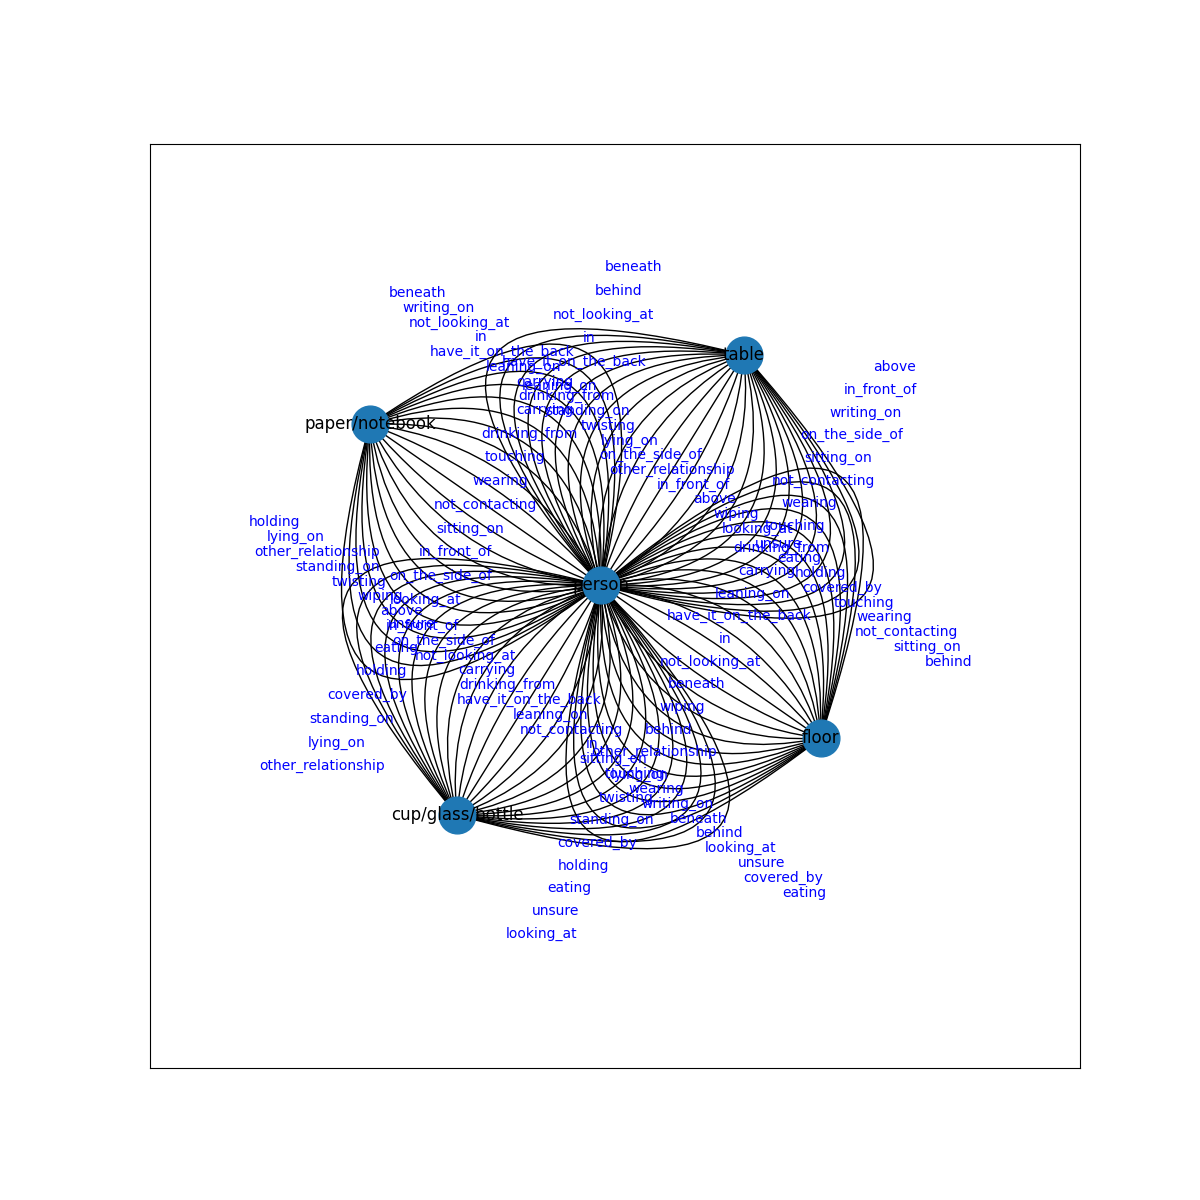 beneath
behind
beneath
writing_on
not_looking_at
not_looking_at
in
in
have_it_on_the_back
have_it_on_the_back
table
leaning_on
above
carrying
leaning_on
in_front_of
drinking_from
carrying
standing_on
writing_on
paper/notebook
twisting
drinking_from
on_the_side_of
lying_on
touching
on_the_side_of
sitting_on
other_relationship
wearing
in_front_of
not_contacting
above
not_contacting
wearing
wiping
holding
sitting_on
looking_at
touching
lying_on
unsure
drinking_from
other_relationship
in_front_of
eating
standing_on
carrying
holding
twisting
on_the_side_of
person
covered_by
wiping
looking_at
leaning_on
touching
above
have_it_on_the_back
wearing
unsure
in_front_of
not_contacting
on_the_side_of
in
eating
sitting_on
not_looking_at
not_looking_at
behind
holding
carrying
beneath
covered_by
drinking_from
have_it_on_the_back
wiping
standing_on
leaning_on
not_contacting
behind
lying_on
in
floor
other_relationship
sitting_on
other_relationship
touching
lying_on
wearing
twisting
writing_on
cup/glass/bottle
standing_on
beneath
behind
covered_by
looking_at
holding
unsure
eating
covered_by
eating
unsure
looking_at